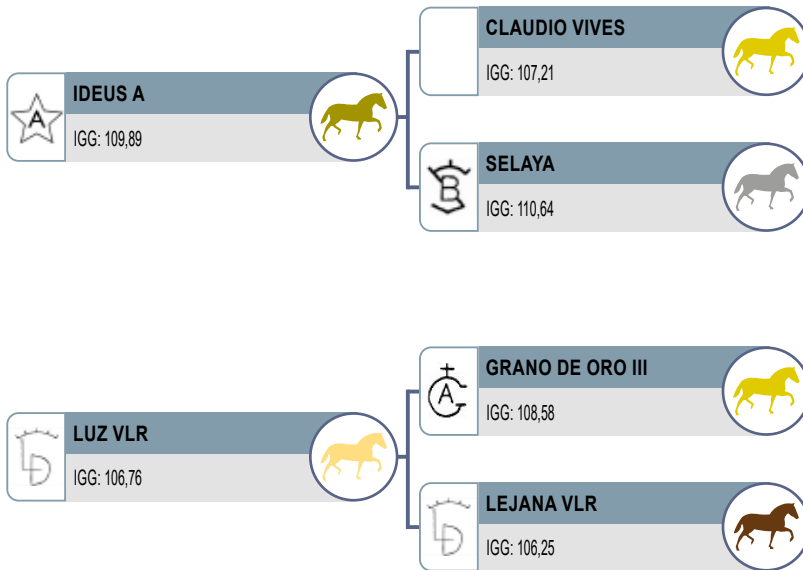 CLAUDIO VIVES
IGG: 107,21
IDEUS A
IGG: 109,89
A
SELAYA
IGG: 110,64
B
GRANO DE ORO III
IGG: 108,58
A
LUZ VLR
IGG: 106,76
LEJANA VLR
IGG: 106,25